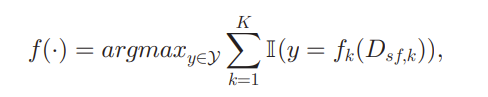 f(·) = argmax_{y∈𝒴} ∑_{k=1}^{K} 𝕀(y = f_k(D_{sf,k})),